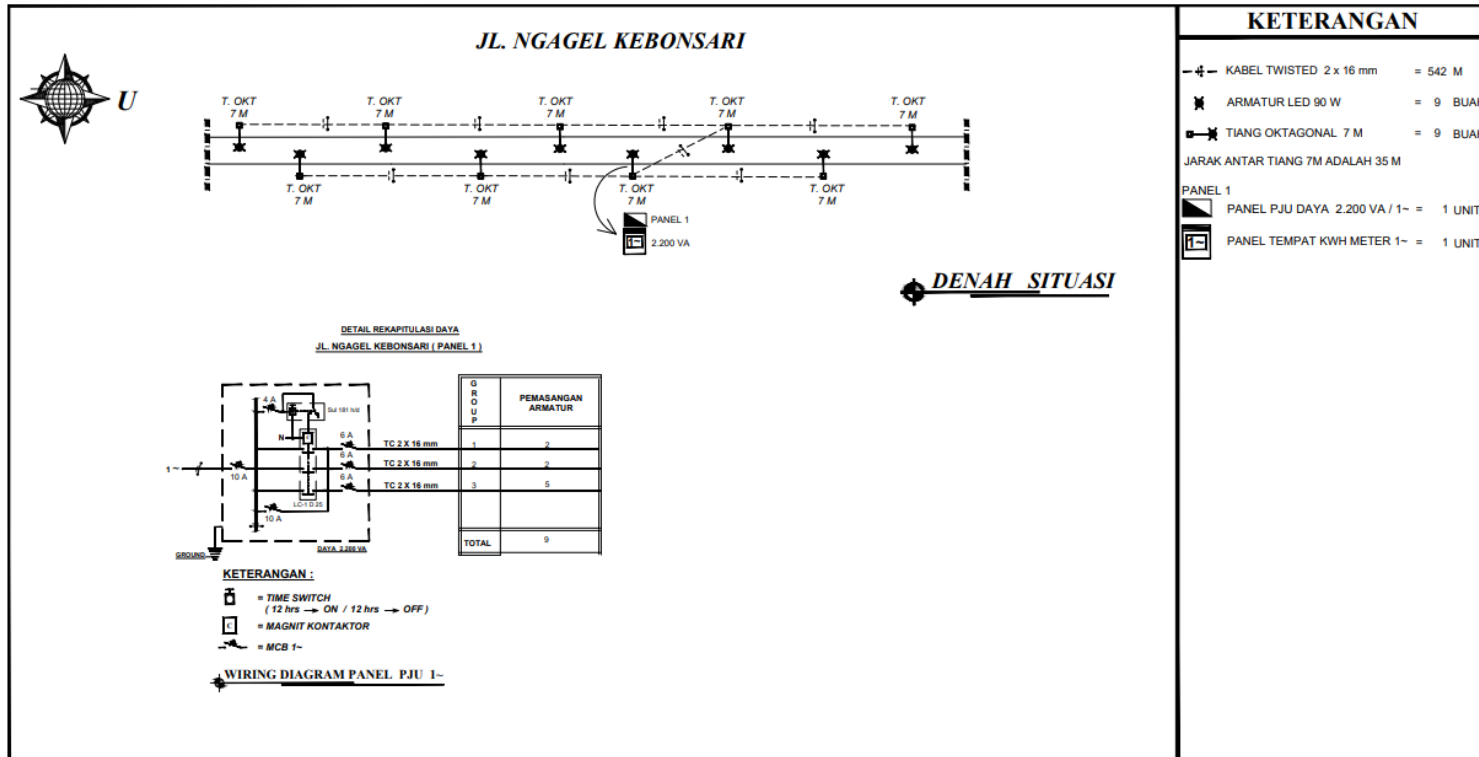 JL. NGAGEL KEBONSARI
U
T. OKT
7 M
T. OKT
7 M
T. OKT
7 M
T. OKT
7 M
T. OKT
7 M
T. OKT
7 M
T. OKT
7 M
T. OKT
7 M
T. OKT
7 M
PANEL 1
1~ 2.200 VA
DENAH SITUASI
KETERANGAN
KABEL TWISTED 2 x 16 mm = 542 M
ARMATUR LED 90 W = 9 BUAH
TIANG OKTAGONAL 7 M = 9 BUAH
JARAK ANTAR TIANG 7M ADALAH 35 M
PANEL 1
PANEL PJU DAYA 2.200 VA / 1~ = 1 UNIT
1~ PANEL TEMPAT KWH METER 1~ = 1 UNIT
DETAIL REKAPITULASI DAYA
JL. NGAGEL KEBONSARI ( PANEL 1 )
4 A
Sul 181 h/d
N
6 A
TC 2 X 16 mm
6 A
1~
10 A
TC 2 X 16 mm
6 A
TC 2 X 16 mm
LC-1 D 25
10 A
GROUND
DAYA 2.200 VA
GROUP PEMASANGAN ARMATUR
1 2
2 2
3 5
TOTAL 9
KETERANGAN :
= TIME SWITCH
( 12 hrs → ON / 12 hrs → OFF )
C = MAGNIT KONTAKTOR
= MCB 1~
WIRING DIAGRAM PANEL PJU 1~